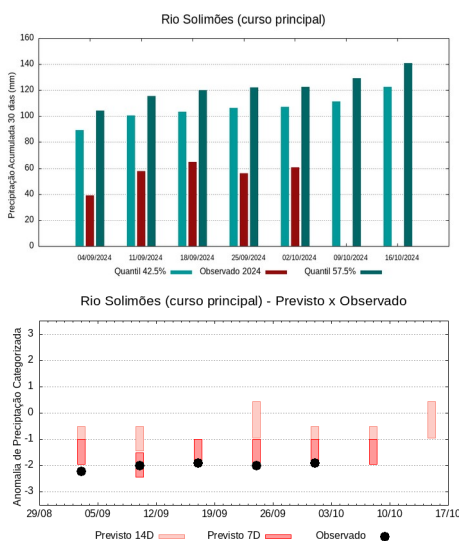 Rio Solimões (curso principal)
Precipitação Acumulada 30 dias (mm)
160
140
120
100
80
60
40
20
0
04/09/2024 11/09/2024 18/09/2024 25/09/2024 02/10/2024 09/10/2024 16/10/2024
Quantil 42.5% Observado 2024 Quantil 57.5%
Rio Solimões (curso principal) - Previsto x Observado
Anomalia de Precipitação Categorizada
3
2
1
0
-1
-2
-3
29/08 05/09 12/09 19/09 26/09 03/10 10/10 17/10
Previsto 14D Previsto 7D Observado